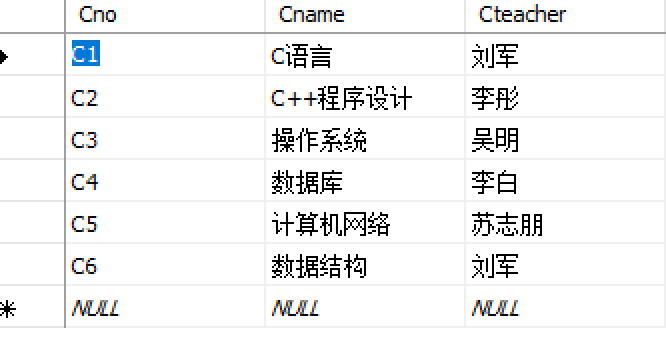 Cno Cname Cteacher
C1 C语言 刘军
C2 C++程序设计 李彤
C3 操作系统 吴明
C4 数据库 李白
C5 计算机网络 苏志朋
C6 数据结构 刘军
NULL NULL NULL